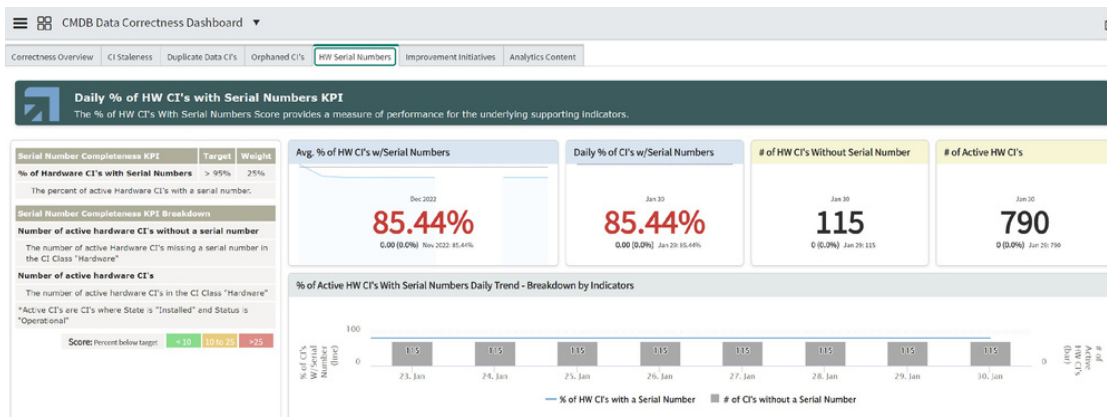 CMDB Data Correctness Dashboard ▼
Correctness Overview
CI Staleness
Duplicate Data CI's
Orphaned CI's
HW Serial Numbers
Improvement Initiatives
Analytics Content
Daily % of HW CI's with Serial Numbers KPI
The % of HW CI's With Serial Numbers Score provides a measure of performance for the underlying supporting indicators.
Serial Number Completeness KPI Target Weight
% of Hardware CI's with Serial Numbers > 95% 25%
The percent of active Hardware CI's with a serial number.
Serial Number Completeness KPI Breakdown
Number of active hardware CI's without a serial number
The number of active Hardware CI's missing a serial number in
the CI Class "Hardware"
Number of active hardware CI's
The number of active hardware CI's in the CI Class "Hardware"
*Active CI's are CI's where State is "Installed" and Status is
"Operational"
Score: Percent below target < 10 10 to 25 >25
Avg. % of HW CI's w/Serial Numbers
Dec 2022
85.44%
0.00 (0.0%) Nov 2022: 85.44%
Daily % of CI's w/Serial Numbers
Jan 30
85.44%
0.00 (0.0%) Jan 29: 85.44%
# of HW CI's Without Serial Number
Jan 30
115
0 (0.0%) Jan 29: 115
# of Active HW CI's
Jan 30
790
0 (0.0%) Jan 29: 790
% of Active HW CI's With Serial Numbers Daily Trend - Breakdown by Indicators
% of CI's
W/Serial
Number
(line)
100
0
115 115 115 115 115 115 115 115
23. Jan 24. Jan 25. Jan 26. Jan 27. Jan 28. Jan 29. Jan 30. Jan
0
# of
Active
HW CI's
(bar)
% of HW CI's with a Serial Number # of CI's without a Serial Number